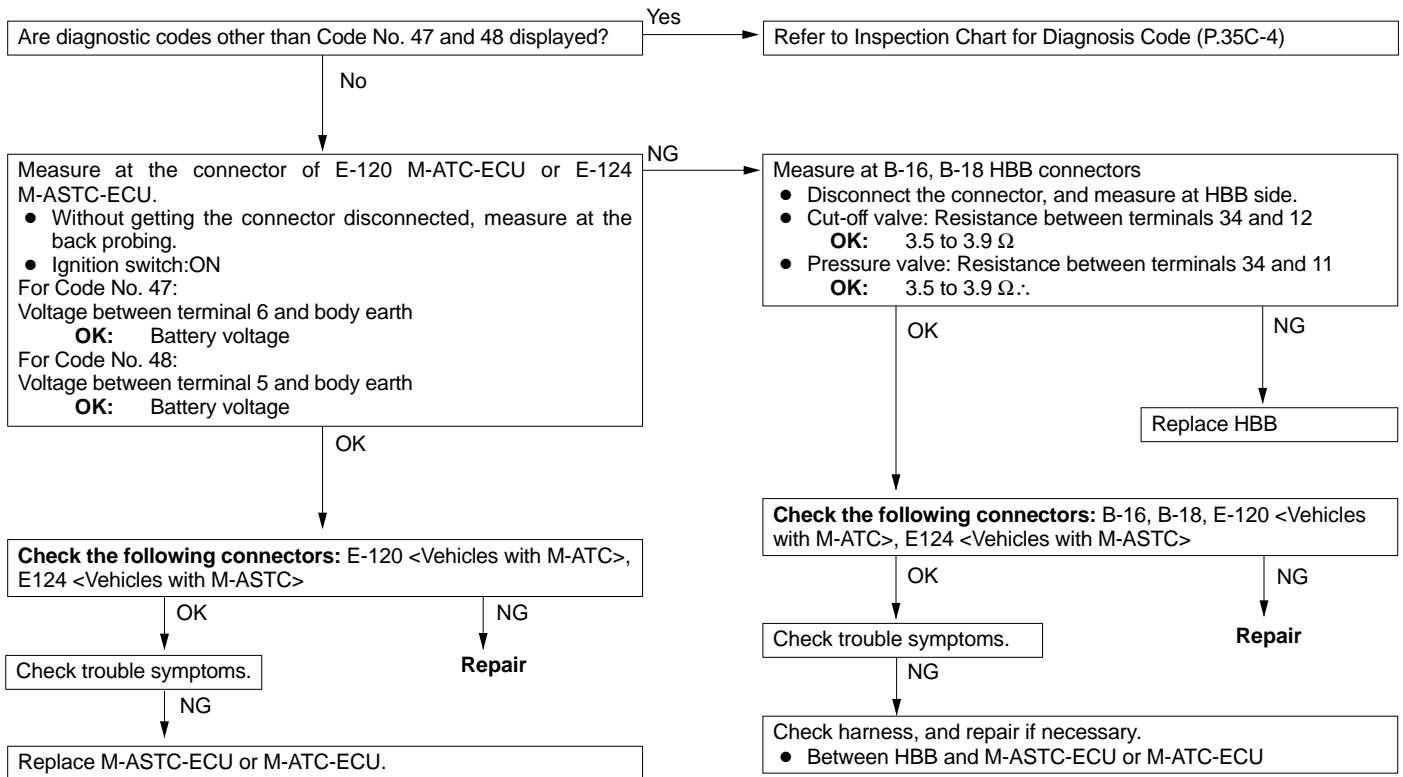 Are diagnostic codes other than Code No. 47 and 48 displayed?
Yes
Refer to Inspection Chart for Diagnosis Code (P.35C-4)
No
Measure at the connector of E-120 M-ATC-ECU or E-124
M-ASTC-ECU.
● Without getting the connector disconnected, measure at the
back probing.
● Ignition switch:ON
For Code No. 47:
Voltage between terminal 6 and body earth
OK: Battery voltage
For Code No. 48:
Voltage between terminal 5 and body earth
OK: Battery voltage
NG
Measure at B-16, B-18 HBB connectors
● Disconnect the connector, and measure at HBB side.
● Cut-off valve: Resistance between terminals 34 and 12
OK: 3.5 to 3.9 Ω
● Pressure valve: Resistance between terminals 34 and 11
OK: 3.5 to 3.9 Ω∴
OK
NG
Replace HBB
OK
Check the following connectors: B-16, B-18, E-120 <Vehicles
with M-ATC>, E124 <Vehicles with M-ASTC>
Check the following connectors: E-120 <Vehicles with M-ATC>,
E124 <Vehicles with M-ASTC>
OK
NG
OK
NG
Check trouble symptoms.
Repair
Check trouble symptoms.
Repair
NG
NG
Check harness, and repair if necessary.
● Between HBB and M-ASTC-ECU or M-ATC-ECU
Replace M-ASTC-ECU or M-ATC-ECU.